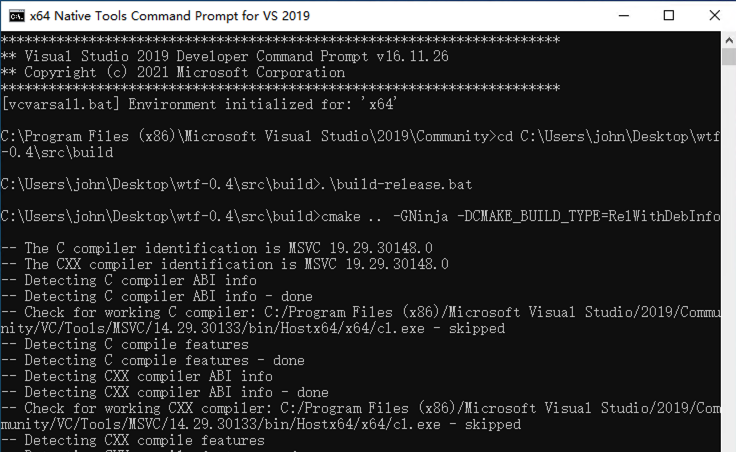 x64 Native Tools Command Prompt for VS 2019
**********************************************************************
** Visual Studio 2019 Developer Command Prompt v16.11.26
** Copyright (c) 2021 Microsoft Corporation
**********************************************************************
[vcvarsall.bat] Environment initialized for: 'x64'
C:\Program Files (x86)\Microsoft Visual Studio\2019\Community>cd C:\Users\john\Desktop\wtf
-0.4\src\build
C:\Users\john\Desktop\wtf-0.4\src\build>.\build-release.bat
C:\Users\john\Desktop\wtf-0.4\src\build>cmake .. -GNinja -DCMAKE_BUILD_TYPE=RelWithDebInfo
-- The C compiler identification is MSVC 19.29.30148.0
-- The CXX compiler identification is MSVC 19.29.30148.0
-- Detecting C compiler ABI info
-- Detecting C compiler ABI info - done
-- Check for working C compiler: C:/Program Files (x86)/Microsoft Visual Studio/2019/Commu
nity/VC/Tools/MSVC/14.29.30133/bin/Hostx64/x64/cl.exe - skipped
-- Detecting C compile features
-- Detecting C compile features - done
-- Detecting CXX compiler ABI info
-- Detecting CXX compiler ABI info - done
-- Check for working CXX compiler: C:/Program Files (x86)/Microsoft Visual Studio/2019/Com
munity/VC/Tools/MSVC/14.29.30133/bin/Hostx64/x64/cl.exe - skipped
-- Detecting CXX compile features